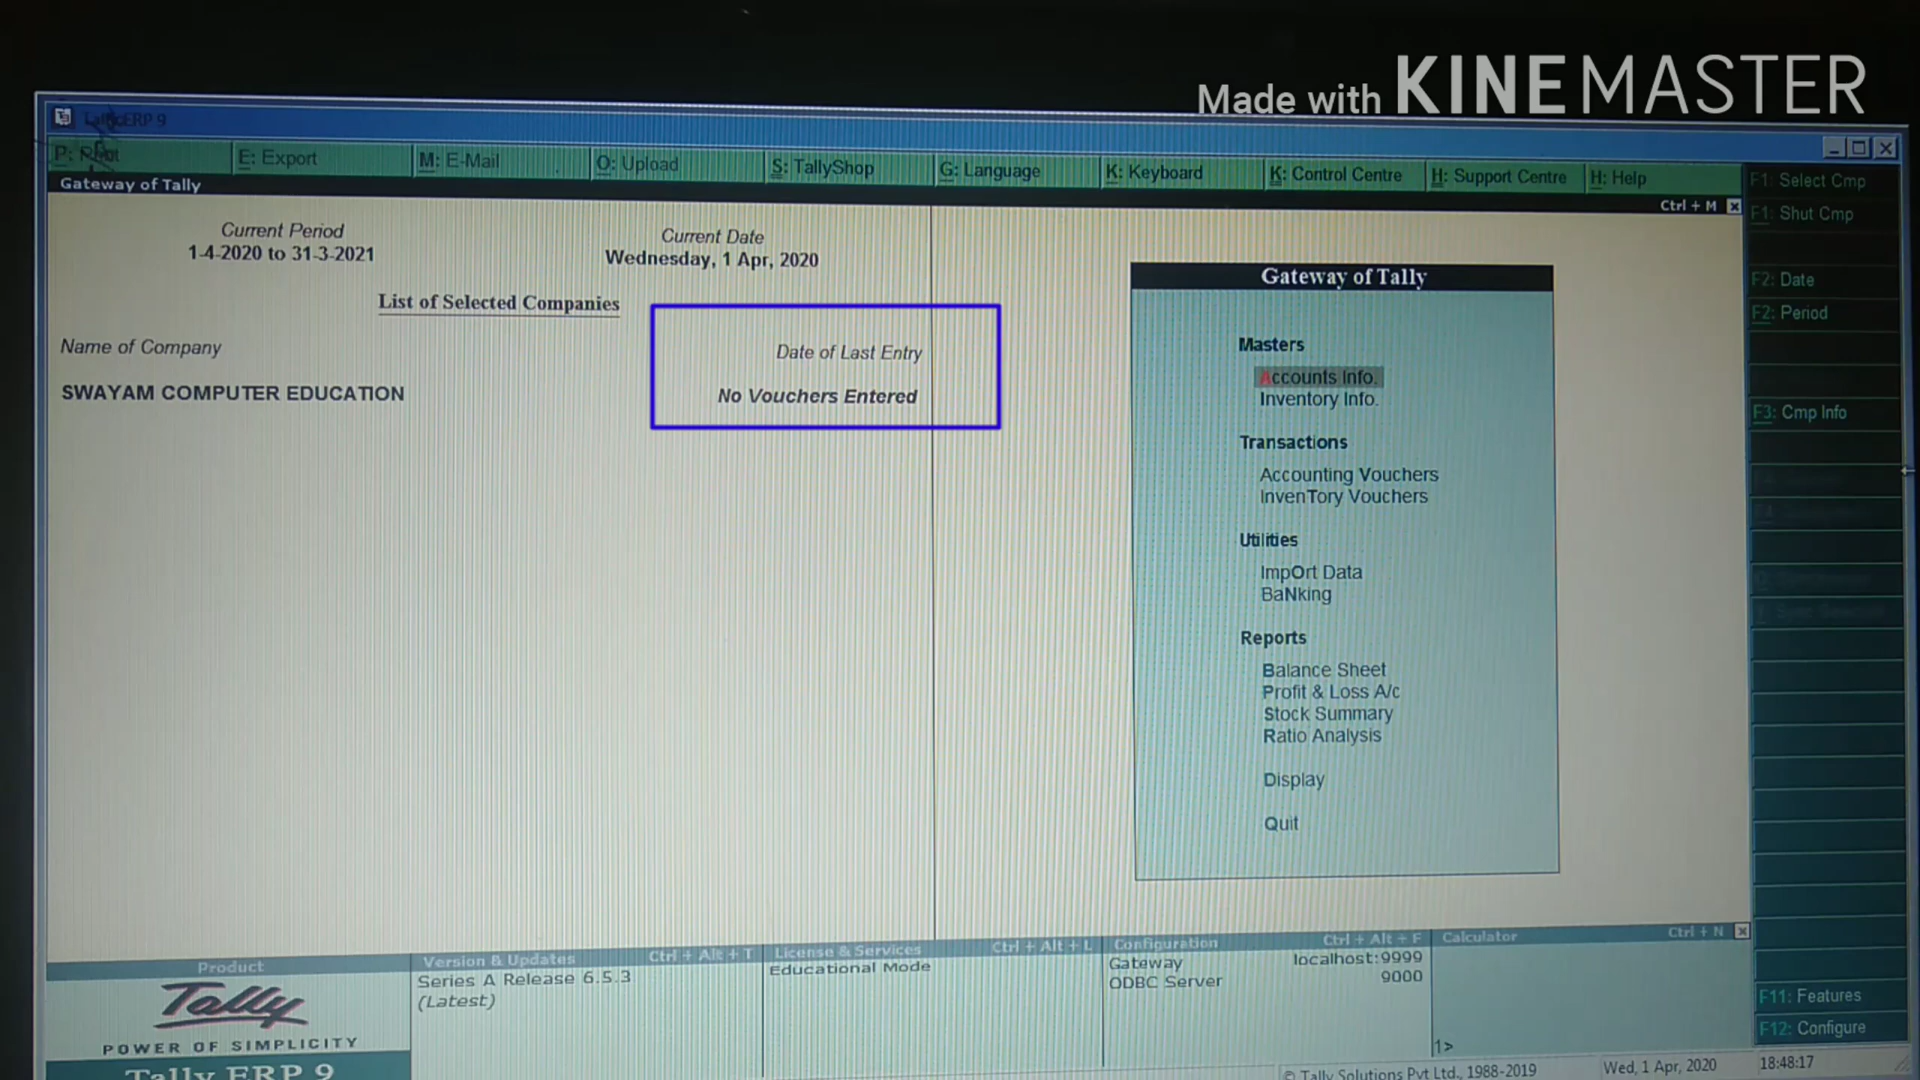 Made with KINEMASTER
Tally.ERP 9
P: Print
E: Export
M: E-Mail
O: Upload
S: TallyShop
G: Language
K: Keyboard
K: Control Centre
H: Support Centre
H: Help
Gateway of Tally
Ctrl + M
Current Period
1-4-2020 to 31-3-2021
Current Date
Wednesday, 1 Apr, 2020
List of Selected Companies
Name of Company
Date of Last Entry
SWAYAM COMPUTER EDUCATION
No Vouchers Entered
Gateway of Tally
Masters
Accounts Info.
Inventory Info.
Transactions
Accounting Vouchers
InvenTory Vouchers
Utilities
ImpOrt Data
BaNking
Reports
Balance Sheet
Profit & Loss A/c
Stock Summary
Ratio Analysis
Display
Quit
F1: Select Cmp
F1: Shut Cmp
F2: Date
F2: Period
F3: Cmp Info
F11: Features
F12: Configure
Product
Tally
POWER OF SIMPLICITY
Tally ERP 9
Version & Updates
Ctrl + Alt + T
Series A Release 6.5.3
(Latest)
License & Services
Ctrl + Alt + L
Educational Mode
Configuration
Ctrl + Alt + F
Gateway
localhost:9999
ODBC Server
9000
Calculator
Ctrl + N
1>
© Tally Solutions Pvt Ltd., 1988-2019
Wed, 1 Apr, 2020
18:48:17